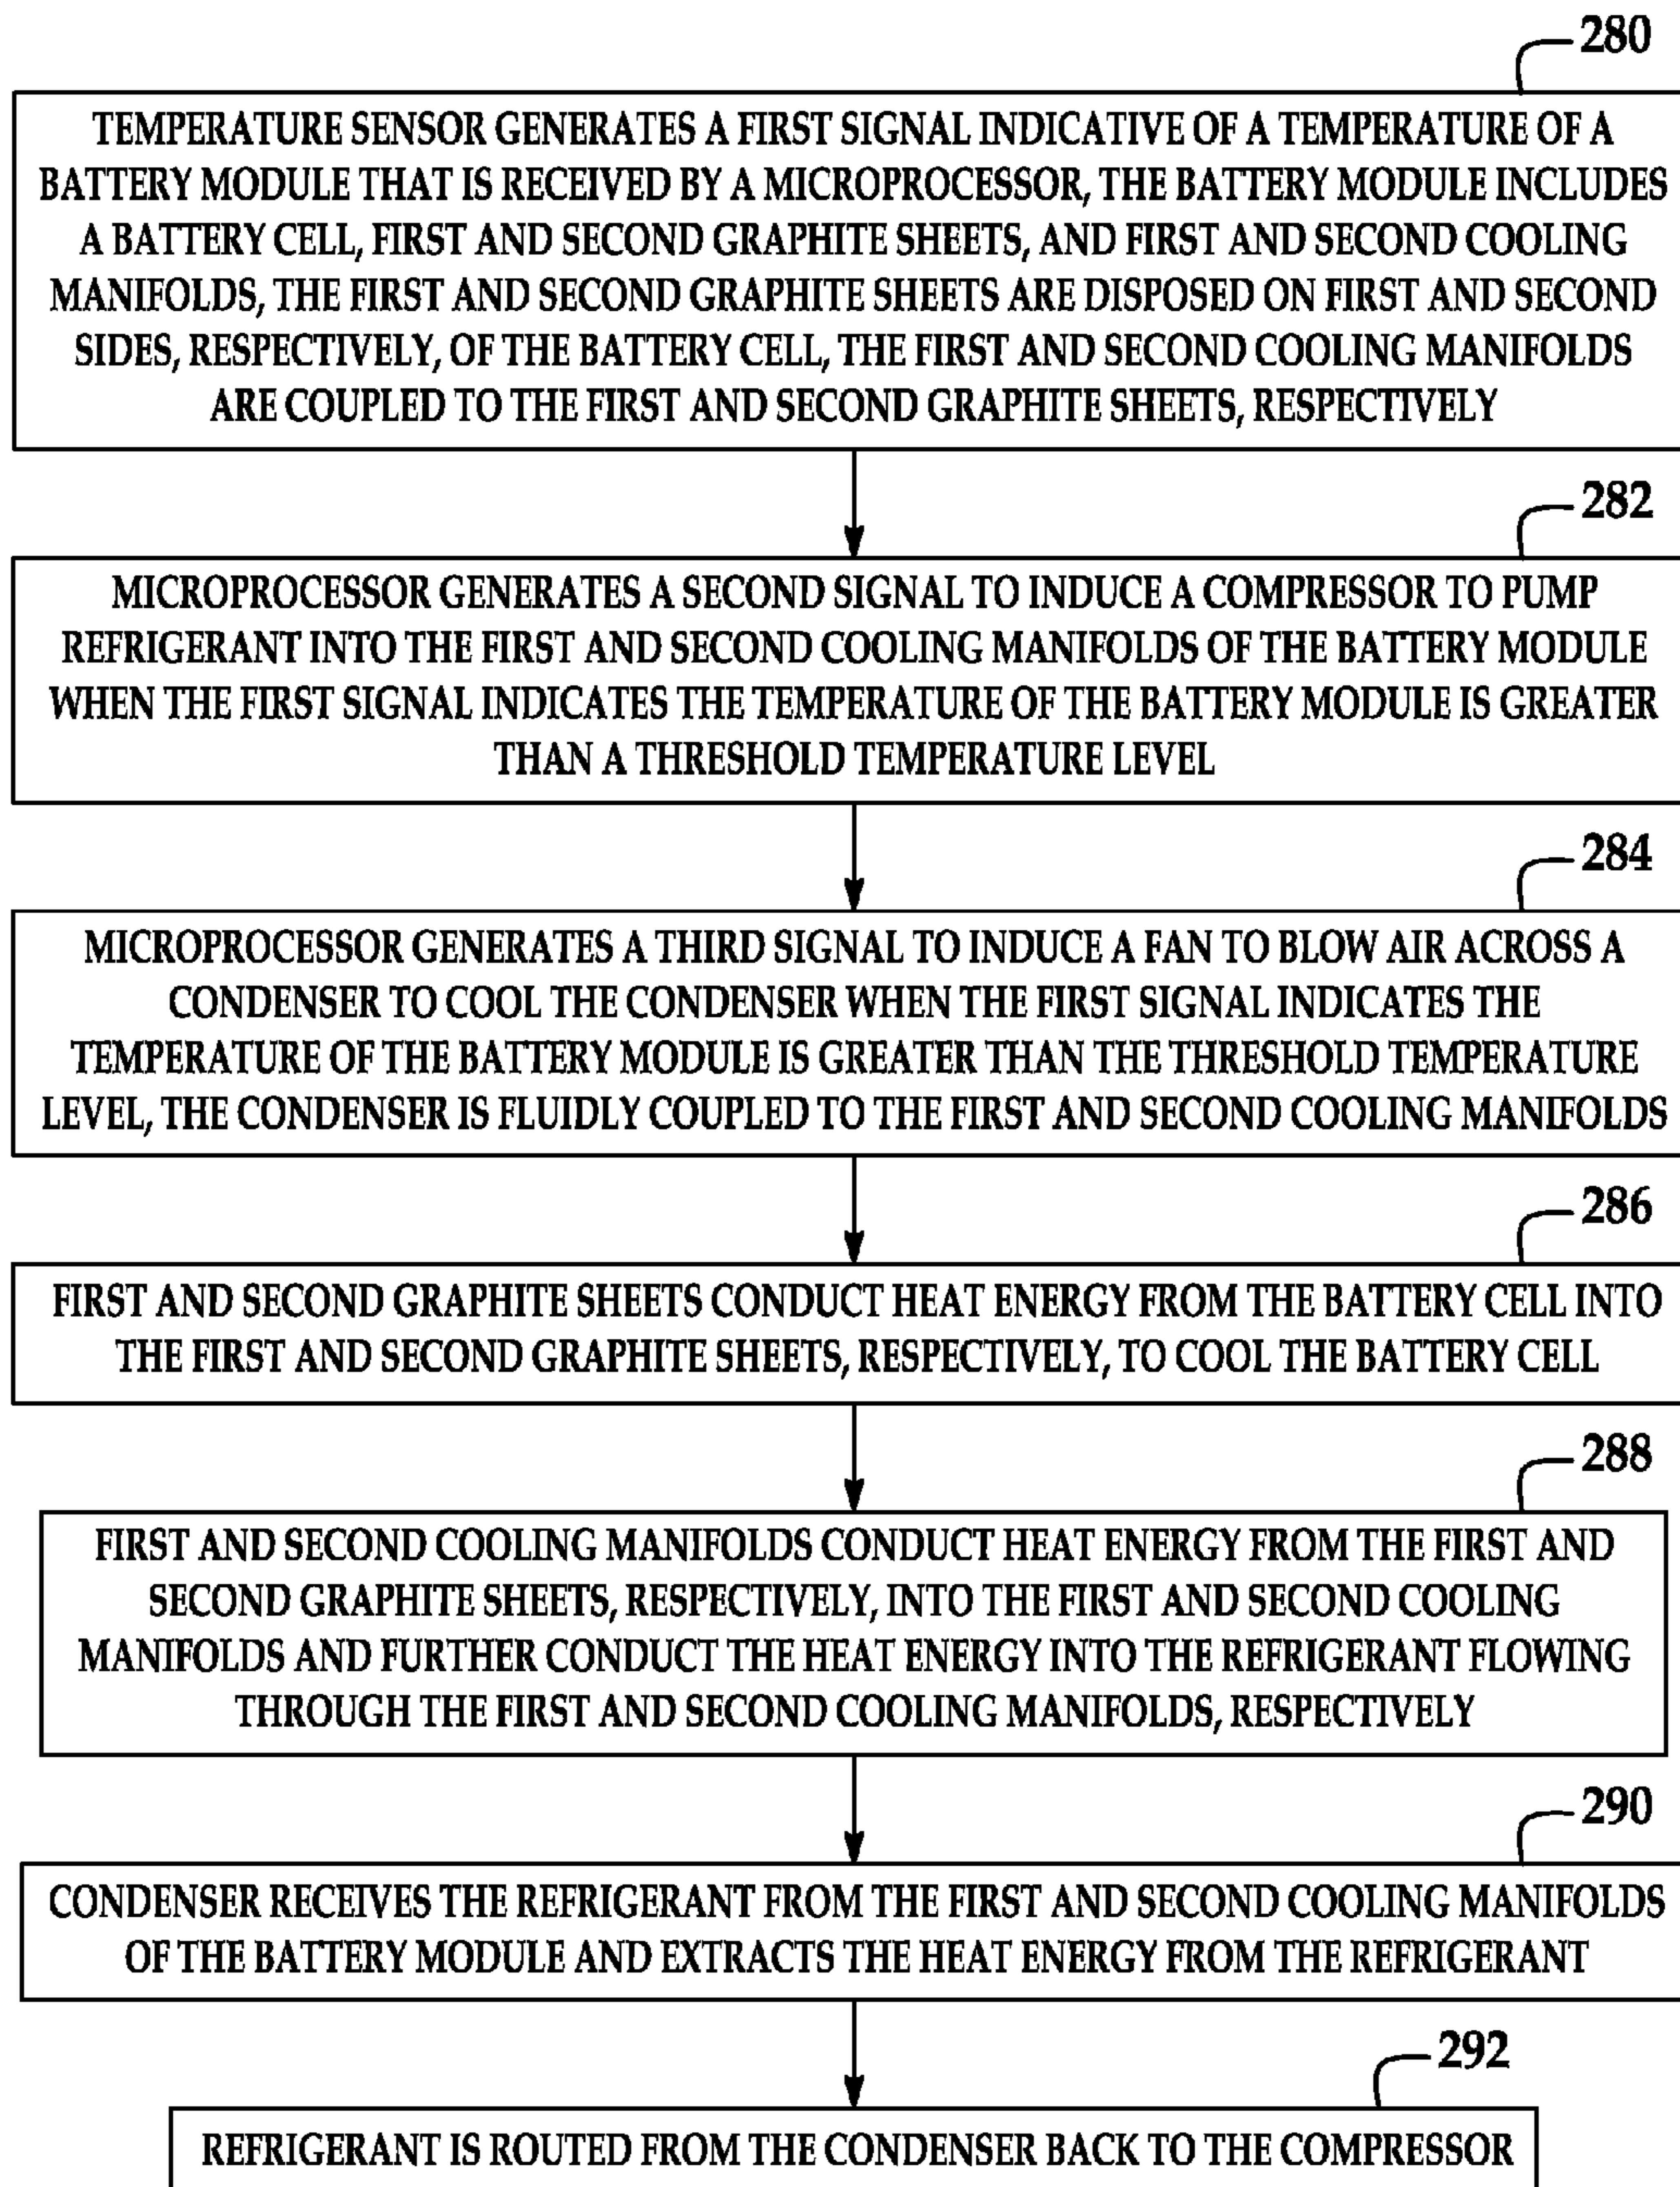 280
TEMPERATURE SENSOR GENERATES A FIRST SIGNAL INDICATIVE OF A TEMPERATURE OF A
BATTERY MODULE THAT IS RECEIVED BY A MICROPROCESSOR, THE BATTERY MODULE INCLUDES
A BATTERY CELL, FIRST AND SECOND GRAPHITE SHEETS, AND FIRST AND SECOND COOLING
MANIFOLDS, THE FIRST AND SECOND GRAPHITE SHEETS ARE DISPOSED ON FIRST AND SECOND
SIDES, RESPECTIVELY, OF THE BATTERY CELL, THE FIRST AND SECOND COOLING MANIFOLDS
ARE COUPLED TO THE FIRST AND SECOND GRAPHITE SHEETS, RESPECTIVELY
282
MICROPROCESSOR GENERATES A SECOND SIGNAL TO INDUCE A COMPRESSOR TO PUMP
REFRIGERANT INTO THE FIRST AND SECOND COOLING MANIFOLDS OF THE BATTERY MODULE
WHEN THE FIRST SIGNAL INDICATES THE TEMPERATURE OF THE BATTERY MODULE IS GREATER
THAN A THRESHOLD TEMPERATURE LEVEL
284
MICROPROCESSOR GENERATES A THIRD SIGNAL TO INDUCE A FAN TO BLOW AIR ACROSS A
CONDENSER TO COOL THE CONDENSER WHEN THE FIRST SIGNAL INDICATES THE
TEMPERATURE OF THE BATTERY MODULE IS GREATER THAN THE THRESHOLD TEMPERATURE
LEVEL, THE CONDENSER IS FLUIDLY COUPLED TO THE FIRST AND SECOND COOLING MANIFOLDS
286
FIRST AND SECOND GRAPHITE SHEETS CONDUCT HEAT ENERGY FROM THE BATTERY CELL INTO
THE FIRST AND SECOND GRAPHITE SHEETS, RESPECTIVELY, TO COOL THE BATTERY CELL
288
FIRST AND SECOND COOLING MANIFOLDS CONDUCT HEAT ENERGY FROM THE FIRST AND
SECOND GRAPHITE SHEETS, RESPECTIVELY, INTO THE FIRST AND SECOND COOLING
MANIFOLDS AND FURTHER CONDUCT THE HEAT ENERGY INTO THE REFRIGERANT FLOWING
THROUGH THE FIRST AND SECOND COOLING MANIFOLDS, RESPECTIVELY
290
CONDENSER RECEIVES THE REFRIGERANT FROM THE FIRST AND SECOND COOLING MANIFOLDS
OF THE BATTERY MODULE AND EXTRACTS THE HEAT ENERGY FROM THE REFRIGERANT
292
REFRIGERANT IS ROUTED FROM THE CONDENSER BACK TO THE COMPRESSOR